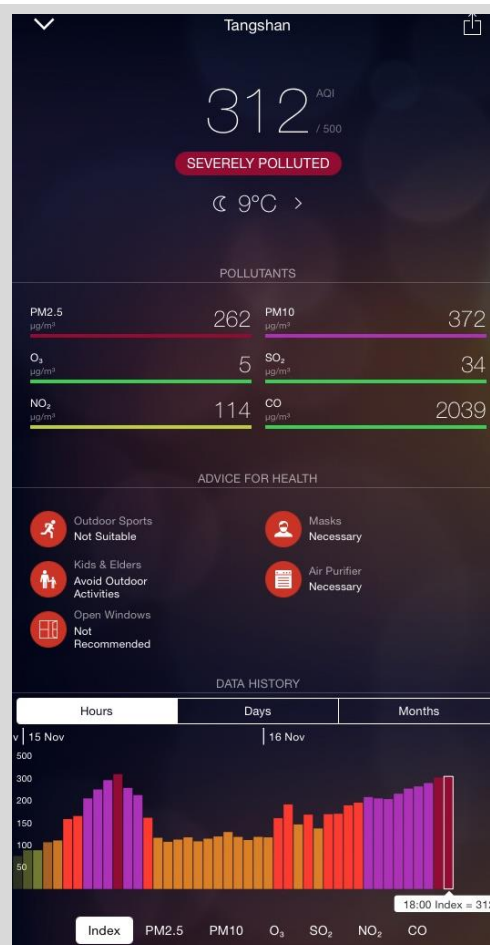 Tangshan
312 AQI
/ 500
SEVERELY POLLUTED
9°C >
POLLUTANTS
PM2.5
µg/m³
262
PM10
µg/m³
372
O₃
µg/m³
5
SO₂
µg/m³
34
NO₂
µg/m³
114
CO
µg/m³
2039
ADVICE FOR HEALTH
Outdoor Sports
Not Suitable
Masks
Necessary
Kids & Elders
Avoid Outdoor
Activities
Air Purifier
Necessary
Open Windows
Not
Recommended
DATA HISTORY
Hours Days Months
v 15 Nov 16 Nov
500
300
200
150
100
50
18:00 Index = 312
Index PM2.5 PM10 O₃ SO₂ NO₂ CO